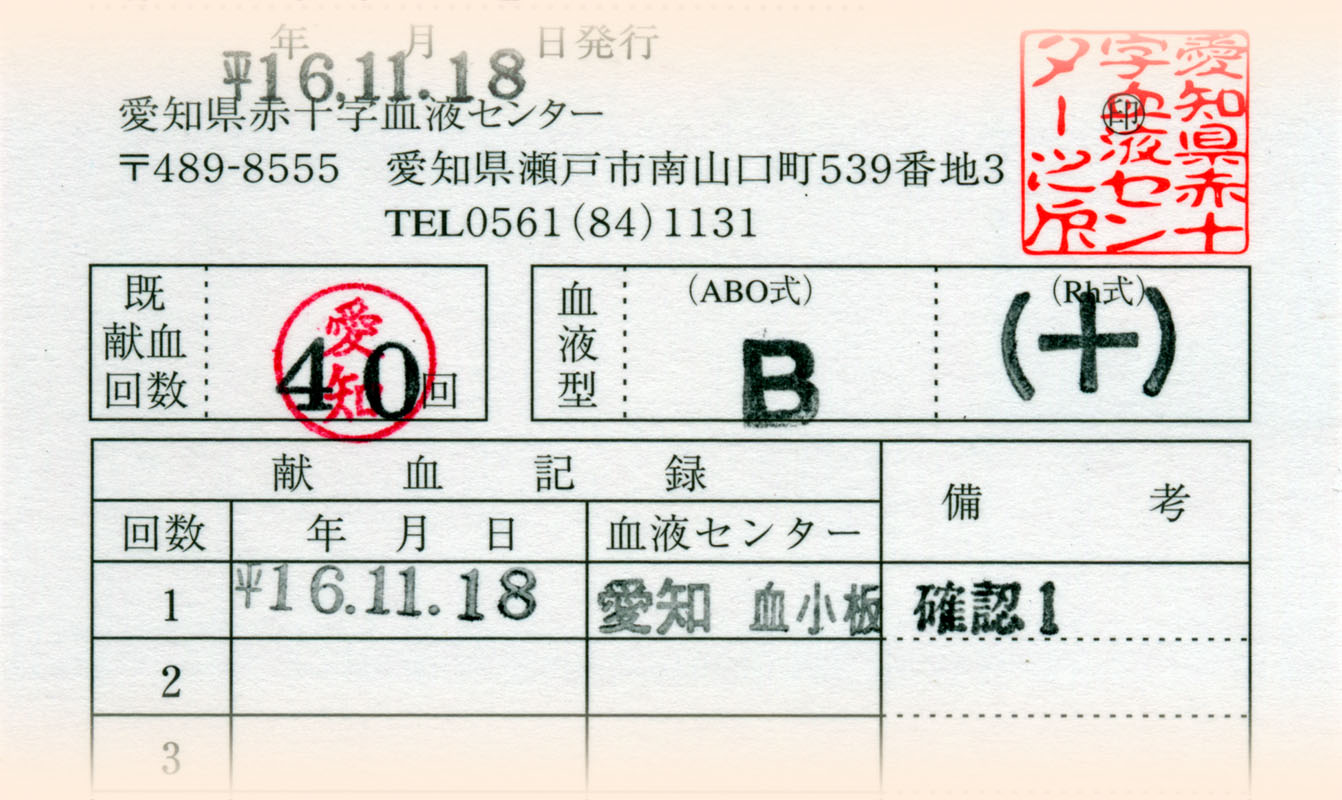 年 月 日発行
平16.11.18
愛知県赤十字血液センター
〒489-8555 愛知県瀬戸市南山口町539番地3
TEL0561(84)1131
愛知県赤十
字血液セン
ター之原
印
既献血回数
愛知
40回
血液型
(ABO式)
B
(Rh式)
(+)
献血記録
備考
回数 年月日 血液センター
1 平16.11.18 愛知 血小板 確認1
2
3